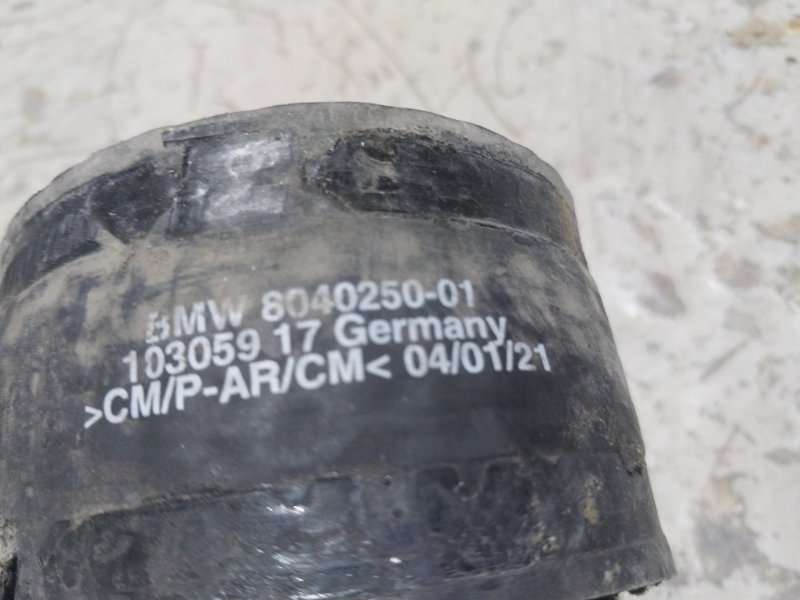 BMW 8040250-01
103059 17 Germany
>CM/P-AR/CM< 04/01/21